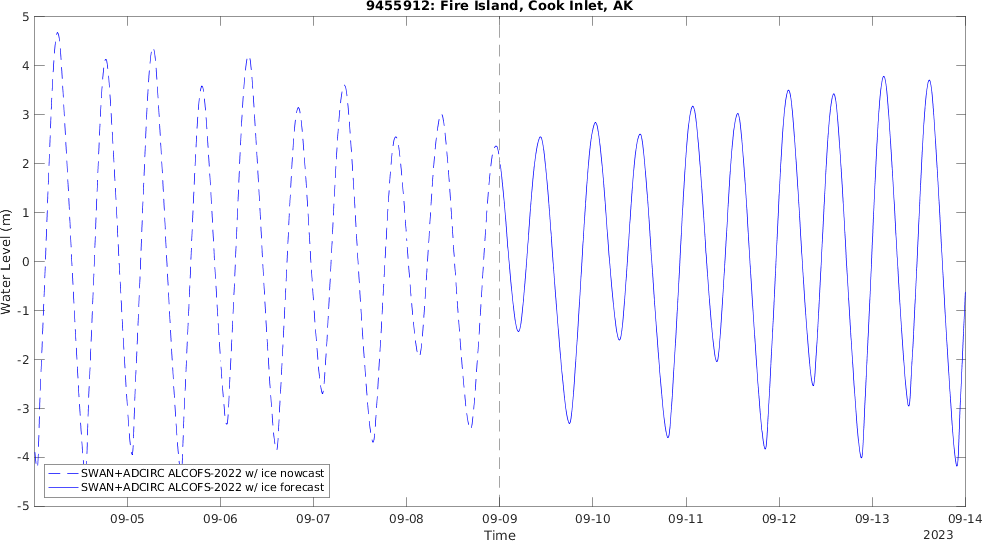 9455912: Fire Island, Cook Inlet, AK
5
4
3
2
1
0
-1
-2
-3
-4
-5
Water Level (m)
SWAN+ADCIRC ALCOFS-2022 w/ ice nowcast
SWAN+ADCIRC ALCOFS-2022 w/ ice forecast
09-05 09-06 09-07 09-08 09-09 09-10 09-11 09-12 09-13 09-14
Time
2023